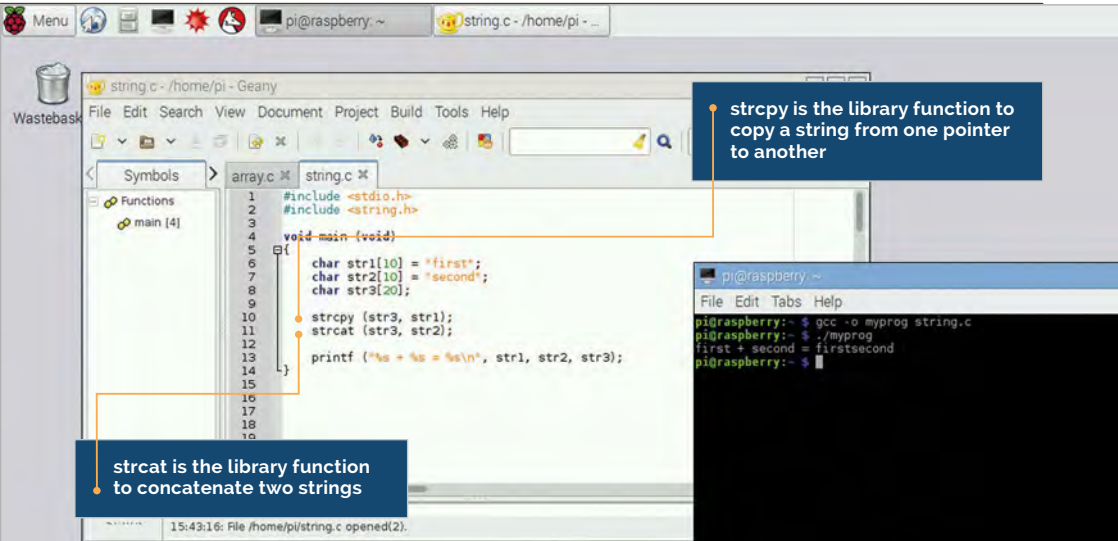 Menu
pi@raspberry: ~
string.c - /home/pi - ...
Wastebask
string.c - /home/pi - Geany
File Edit Search View Document Project Build Tools Help
Symbols
array.c
string.c
Functions
main [4]
1 #include <stdio.h>
2 #include <string.h>
3
4 void main (void)
5 {
6 char str1[10] = "first";
7 char str2[10] = "second";
8 char str3[20];
9
10 strcpy (str3, str1);
11 strcat (str3, str2);
12
13 printf ("%s + %s = %s\n", str1, str2, str3);
14 }
15
16
17
18
19
strcpy is the library function to
copy a string from one pointer
to another
strcat is the library function
to concatenate two strings
15:43:16: File /home/pi/string.c opened(2).
pi@raspberry: ~
File Edit Tabs Help
pi@raspberry:~ $ gcc -o myprog string.c
pi@raspberry:~ $ ./myprog
first + second = firstsecond
pi@raspberry:~ $